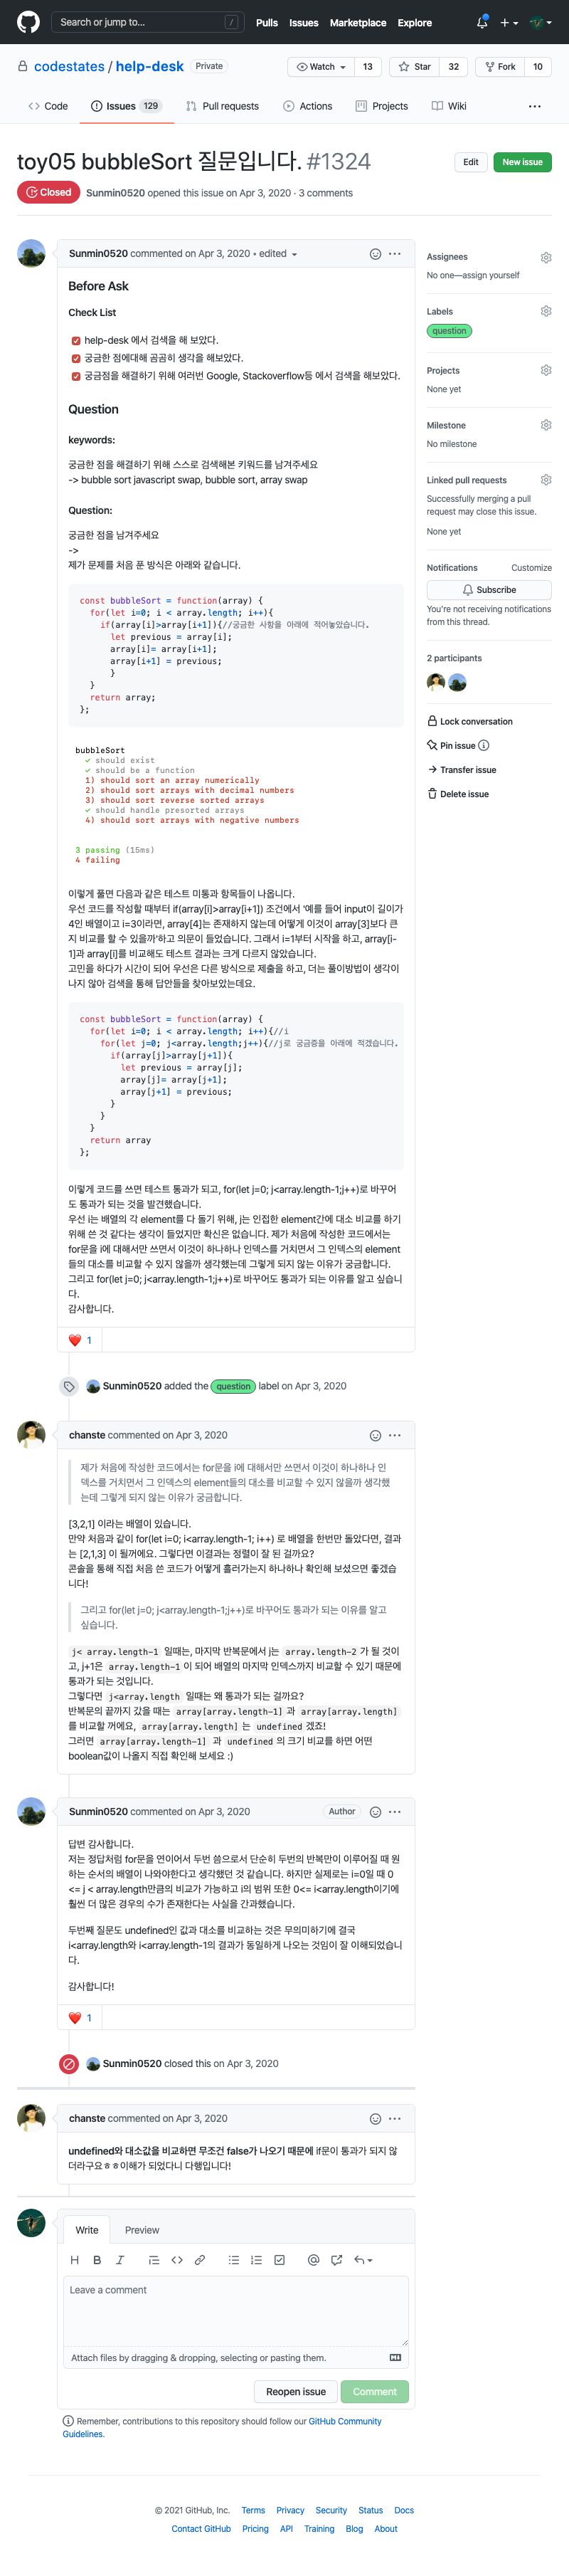 Search or jump to...
/
Pulls Issues Marketplace Explore
codestates / help-desk Private
Watch 13 Star 32 Fork 10
Code Issues 129 Pull requests Actions Projects Wiki ...
toy05 bubbleSort 질문입니다. #1324
Edit New issue
Closed Sunmin0520 opened this issue on Apr 3, 2020 · 3 comments
Sunmin0520 commented on Apr 3, 2020 • edited
Before Ask
Check List
help-desk 에서 검색을 해 보았다.
궁금한 점에대해 곰곰히 생각을 해보았다.
궁금점을 해결하기 위해 여러번 Google, Stackoverflow등 에서 검색을 해보았다.
Question
keywords:
궁금한 점을 해결하기 위해 스스로 검색해본 키워드를 남겨주세요
-> bubble sort javascript swap, bubble sort, array swap
Question:
궁금한 점을 남겨주세요
->
제가 문제를 처음 푼 방식은 아래와 같습니다.
const bubbleSort = function(array) {
for(let i=0; i < array.length; i++){
if(array[i]>array[i+1]){//궁금한 사항을 아래에 적어놓았습니다.
let previous = array[i];
array[i]= array[i+1];
array[i+1] = previous;
}
}
return array;
};
bubbleSort
✓ should exist
✓ should be a function
1) should sort an array numerically
2) should sort arrays with decimal numbers
3) should sort reverse sorted arrays
✓ should handle presorted arrays
4) should sort arrays with negative numbers
3 passing (15ms)
4 failing
이렇게 풀면 다음과 같은 테스트 미통과 항목들이 나옵니다.
우선 코드를 작성할 때부터 if(array[i]>array[i+1]) 조건에서 '예를 들어 input이 길이가
4인 배열이고 i=3이라면, array[4]는 존재하지 않는데 어떻게 이것이 array[3]보다 큰
지 비교를 할 수 있을까'하고 의문이 들었습니다. 그래서 i=1부터 시작을 하고, array[i-
1]과 array[i]를 비교해도 테스트 결과는 크게 다르지 않았습니다.
고민을 하다가 시간이 되어 우선은 다른 방식으로 제출을 하고, 더는 풀이방법이 생각이
나지 않아 검색을 통해 답안들을 찾아보았는데요.
const bubbleSort = function(array) {
for(let i=0; i < array.length; i++){//i
for(let j=0; j<array.length;j++){//j로 궁금증을 아래에 적겠습니다.
if(array[j]>array[j+1]){
let previous = array[j];
array[j]= array[j+1];
array[j+1] = previous;
}
}
}
return array
};
이렇게 코드를 쓰면 테스트 통과가 되고, for(let j=0; j<array.length-1;j++)로 바꾸어
도 통과가 되는 것을 발견했습니다.
우선 i는 배열의 각 element를 다 돌기 위해, j는 인접한 element간에 대소 비교를 하기
위해 쓴 것 같다는 생각이 들었지만 확신은 없습니다. 제가 처음에 작성한 코드에서는
for문을 i에 대해서만 쓰면서 이것이 하나하나 인덱스를 거치면서 그 인덱스의 element
들의 대소를 비교할 수 있지 않을까 생각했는데 그렇게 되지 않는 이유가 궁금합니다.
그리고 for(let j=0; j<array.length-1;j++)로 바꾸어도 통과가 되는 이유를 알고 싶습니
다.
감사합니다.
❤️ 1
Sunmin0520 added the question label on Apr 3, 2020
chanste commented on Apr 3, 2020
제가 처음에 작성한 코드에서는 for문을 i에 대해서만 쓰면서 이것이 하나하나 인
덱스를 거치면서 그 인덱스의 element들의 대소를 비교할 수 있지 않을까 생각했
는데 그렇게 되지 않는 이유가 궁금합니다.
[3,2,1] 이라는 배열이 있습니다.
만약 처음과 같이 for(let i=0; i<array.length-1; i++) 로 배열을 한번만 돌았다면, 결과
는 [2,1,3] 이 될꺼에요. 그렇다면 이결과는 정렬이 잘 된 걸까요?
콘솔을 통해 직접 처음 쓴 코드가 어떻게 흘러가는지 하나하나 확인해 보셨으면 좋겠습
니다!
그리고 for(let j=0; j<array.length-1;j++)로 바꾸어도 통과가 되는 이유를 알고
싶습니다.
j< array.length-1 일때는, 마지막 반복문에서 j는 array.length-2 가 될 것이
고, j+1은 array.length-1 이 되어 배열의 마지막 인덱스까지 비교할 수 있기 때문에
통과가 되는 것입니다.
그렇다면 j<array.length 일때는 왜 통과가 되는 걸까요?
반복문의 끝까지 갔을 때는 array[array.length-1] 과 array[array.length]
를 비교할 꺼에요, array[array.length] 는 undefined 겠죠!
그러면 array[array.length-1] 과 undefined 의 크기 비교를 하면 어떤
boolean값이 나올지 직접 확인해 보세요 :)
Sunmin0520 commented on Apr 3, 2020 Author
답변 감사합니다.
저는 정답처럼 for문을 연이어서 두번 씀으로서 단순히 두번의 반복만이 이루어질 때 원
하는 순서의 배열이 나와야한다고 생각했던 것 같습니다. 하지만 실제로는 i=0일 때 0
<= j < array.length만큼의 비교가 가능하고 i의 범위 또한 0<= i<array.length이기에
훨씬 더 많은 경우의 수가 존재한다는 사실을 간과했습니다.
두번째 질문도 undefined인 값과 대소를 비교하는 것은 무의미하기에 결국
i<array.length와 i<array.length-1의 결과가 동일하게 나오는 것임이 잘 이해되었습니
다.
감사합니다!
❤️ 1
Sunmin0520 closed this on Apr 3, 2020
chanste commented on Apr 3, 2020
undefined와 대소값을 비교하면 무조건 false가 나오기 때문에 if문이 통과가 되지 않
더라구요ㅎㅎ이해가 되었다니 다행입니다!
Write Preview
Leave a comment
Attach files by dragging & dropping, selecting or pasting them.
Reopen issue Comment
Remember, contributions to this repository should follow our GitHub Community
Guidelines.
Assignees
No one—assign yourself
Labels
question
Projects
None yet
Milestone
No milestone
Linked pull requests
Successfully merging a pull
request may close this issue.
None yet
Notifications Customize
Subscribe
You're not receiving notifications
from this thread.
2 participants
Lock conversation
Pin issue
Transfer issue
Delete issue
© 2021 GitHub, Inc. Terms Privacy Security Status Docs
Contact GitHub Pricing API Training Blog About